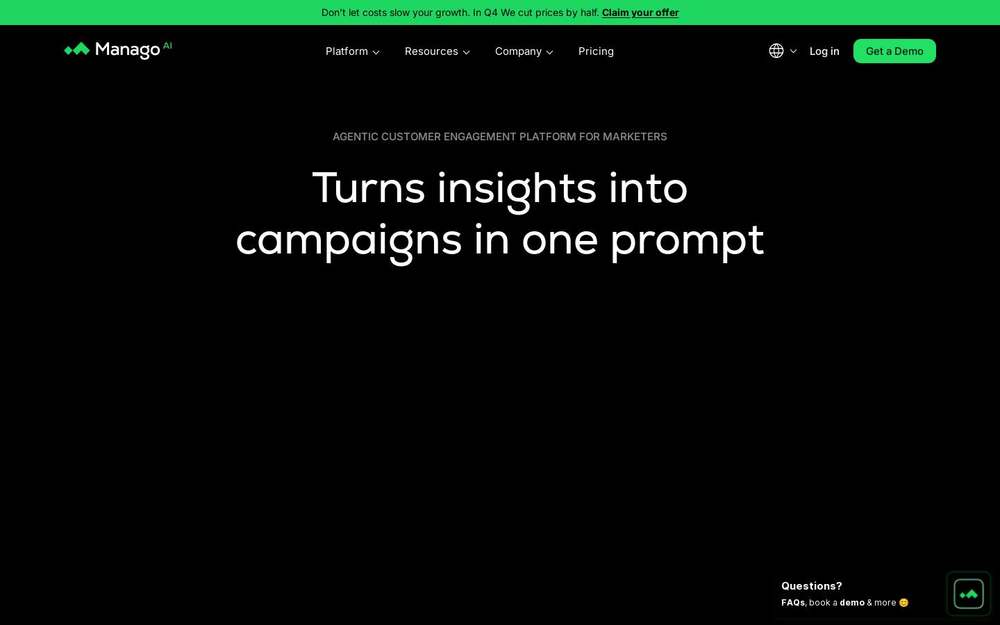 Don't let costs slow your growth. In Q4 We cut prices by half. Claim your offer
Manago AI
Platform
Resources
Company
Pricing
Log in
Get a Demo
AGENTIC CUSTOMER ENGAGEMENT PLATFORM FOR MARKETERS
Turns insights into
campaigns in one prompt
Questions?
FAQs, book a demo & more 😊